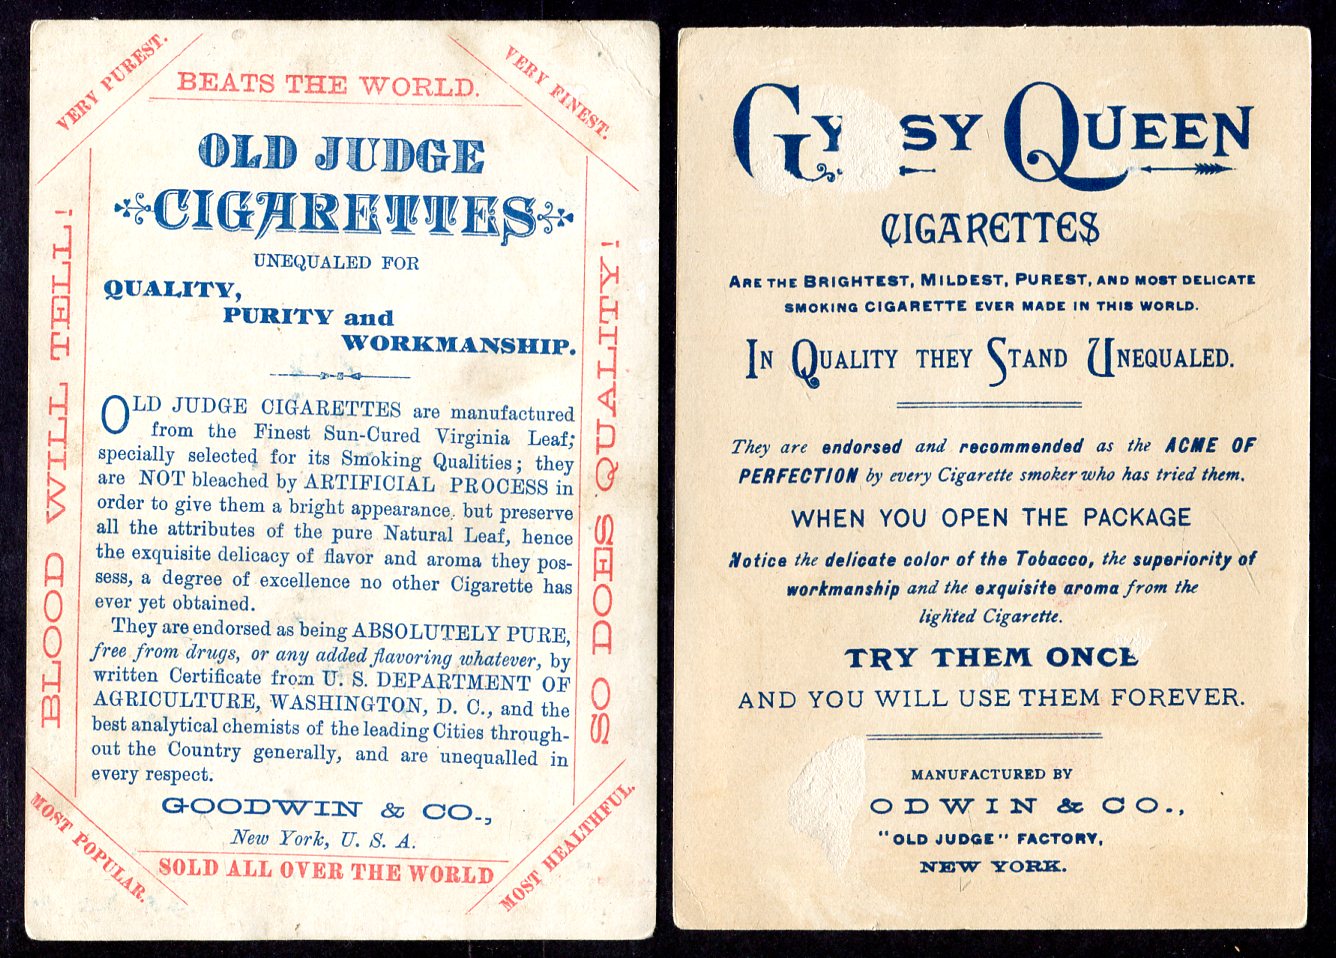 VERY PUREST.
BEATS THE WORLD.
VERY FINEST.
BLOOD WILL TELL!
OLD JUDGE
CIGARETTES
UNEQUALED FOR
QUALITY,
PURITY and
WORKMANSHIP.
OLD JUDGE CIGARETTES are manufactured
from the Finest Sun-Cured Virginia Leaf;
specially selected for its Smoking Qualities; they
are NOT bleached by ARTIFICIAL PROCESS in
order to give them a bright appearance, but preserve
all the attributes of the pure Natural Leaf, hence
the exquisite delicacy of flavor and aroma they pos-
sess, a degree of excellence no other Cigarette has
ever yet obtained.
They are endorsed as being ABSOLUTELY PURE,
free from drugs, or any added flavoring whatever, by
written Certificate from U. S. DEPARTMENT OF
AGRICULTURE, WASHINGTON, D. C., and the
best analytical chemists of the leading Cities through-
out the Country generally, and are unequalled in
every respect.
GOODWIN & CO.,
New York, U. S. A.
SO DOES QUALITY!
MOST POPULAR.
SOLD ALL OVER THE WORLD
MOST HEALTHFUL.
GY SY QUEEN
CIGARETTES
ARE THE BRIGHTEST, MILDEST, PUREST, AND MOST DELICATE
SMOKING CIGARETTE EVER MADE IN THIS WORLD.
IN QUALITY THEY STAND UNEQUALED.
They are endorsed and recommended as the ACME OF
PERFECTION by every Cigarette smoker who has tried them.
WHEN YOU OPEN THE PACKAGE
Notice the delicate color of the Tobacco, the superiority of
workmanship and the exquisite aroma from the
lighted Cigarette.
TRY THEM ONCE
AND YOU WILL USE THEM FOREVER.
MANUFACTURED BY
ODWIN & CO.,
"OLD JUDGE" FACTORY,
NEW YORK.